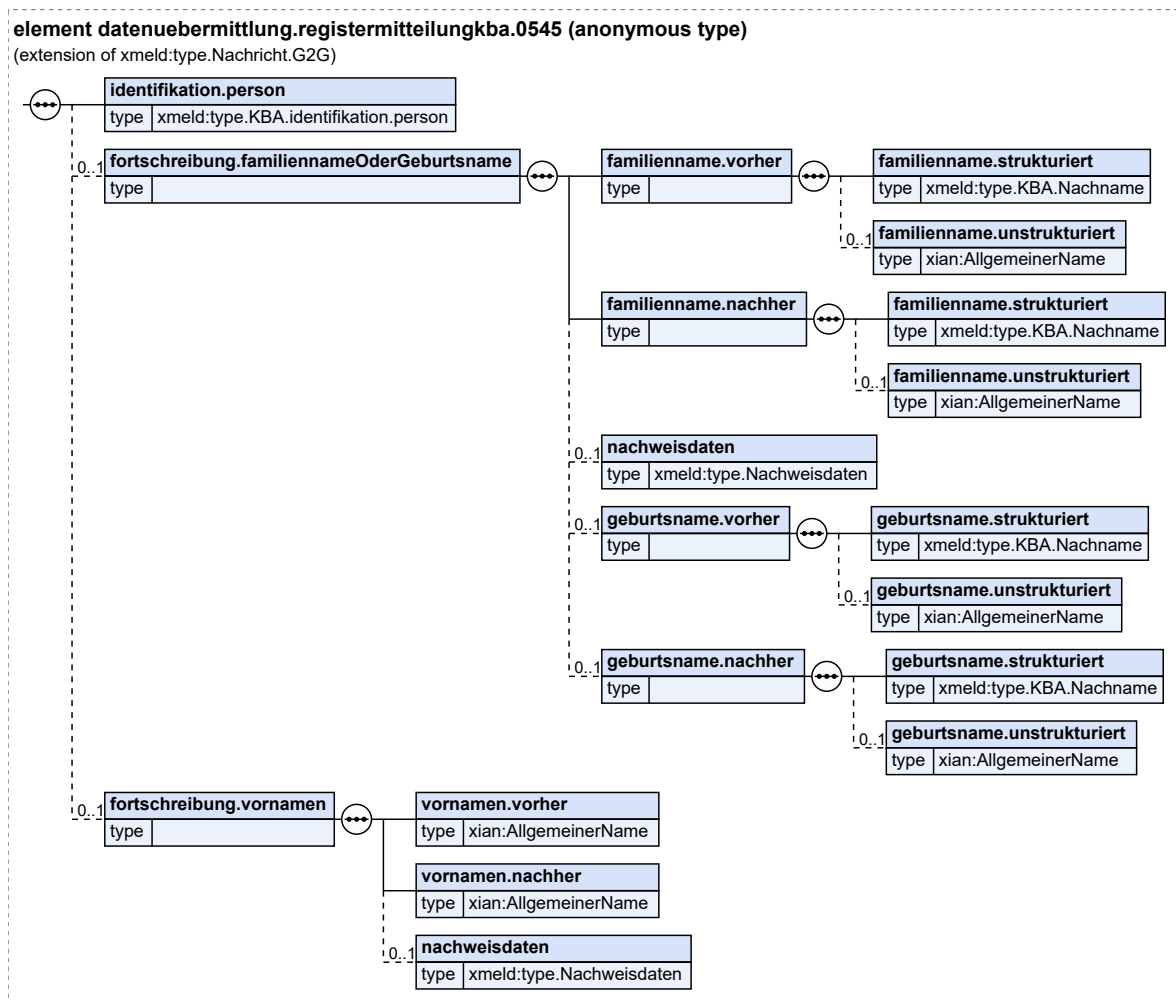 element datenuebermittlung.registermitteilungkba.0545 (anonymous type)
(extension of xmeld:type.Nachricht.G2G)
identifikation.person
type xmeld:type.KBA.identifikation.person
0..1 fortschreibung.familiennameOderGeburtsname
type
familienname.vorher
type
familienname.strukturiert
type xmeld:type.KBA.Nachname
0..1 familienname.unstrukturiert
type xian:AllgemeinerName
familienname.nachher
type
familienname.strukturiert
type xmeld:type.KBA.Nachname
0..1 familienname.unstrukturiert
type xian:AllgemeinerName
0..1 nachweisdaten
type xmeld:type.Nachweisdaten
0..1 geburtsname.vorher
type
geburtsname.strukturiert
type xmeld:type.KBA.Nachname
0..1 geburtsname.unstrukturiert
type xian:AllgemeinerName
0..1 geburtsname.nachher
type
geburtsname.strukturiert
type xmeld:type.KBA.Nachname
0..1 geburtsname.unstrukturiert
type xian:AllgemeinerName
0..1 fortschreibung.vornamen
type
vornamen.vorher
type xian:AllgemeinerName
vornamen.nachher
type xian:AllgemeinerName
0..1 nachweisdaten
type xmeld:type.Nachweisdaten